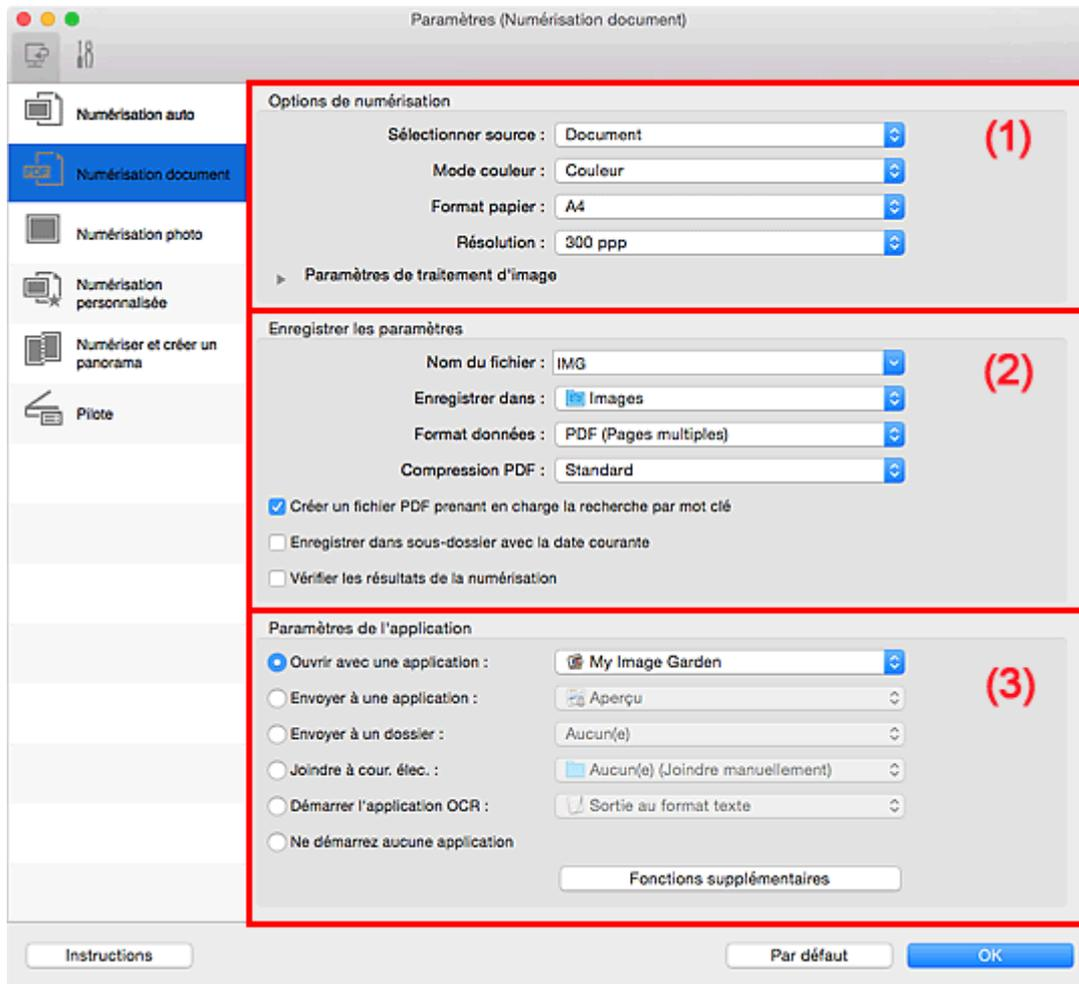 Paramètres (Numérisation document)
Numérisation auto
PDF
Numérisation document
Numérisation photo
Numérisation
personnalisée
Numériser et créer un
panorama
Pilote
Options de numérisation
(1)
Sélectionner source : Document
Mode couleur : Couleur
Format papier : A4
Résolution : 300 ppp
Paramètres de traitement d'image
Enregistrer les paramètres
(2)
Nom du fichier : IMG
Enregistrer dans : Images
Format données : PDF (Pages multiples)
Compression PDF : Standard
Créer un fichier PDF prenant en charge la recherche par mot clé
Enregistrer dans sous-dossier avec la date courante
Vérifier les résultats de la numérisation
Paramètres de l'application
(3)
Ouvrir avec une application : My Image Garden
Envoyer à une application : Aperçu
Envoyer à un dossier : Aucun(e)
Joindre à cour. élec. : Aucun(e) (Joindre manuellement)
Démarrer l'application OCR : Sortie au format texte
Ne démarrez aucune application
Fonctions supplémentaires
Instructions
Par défaut
OK